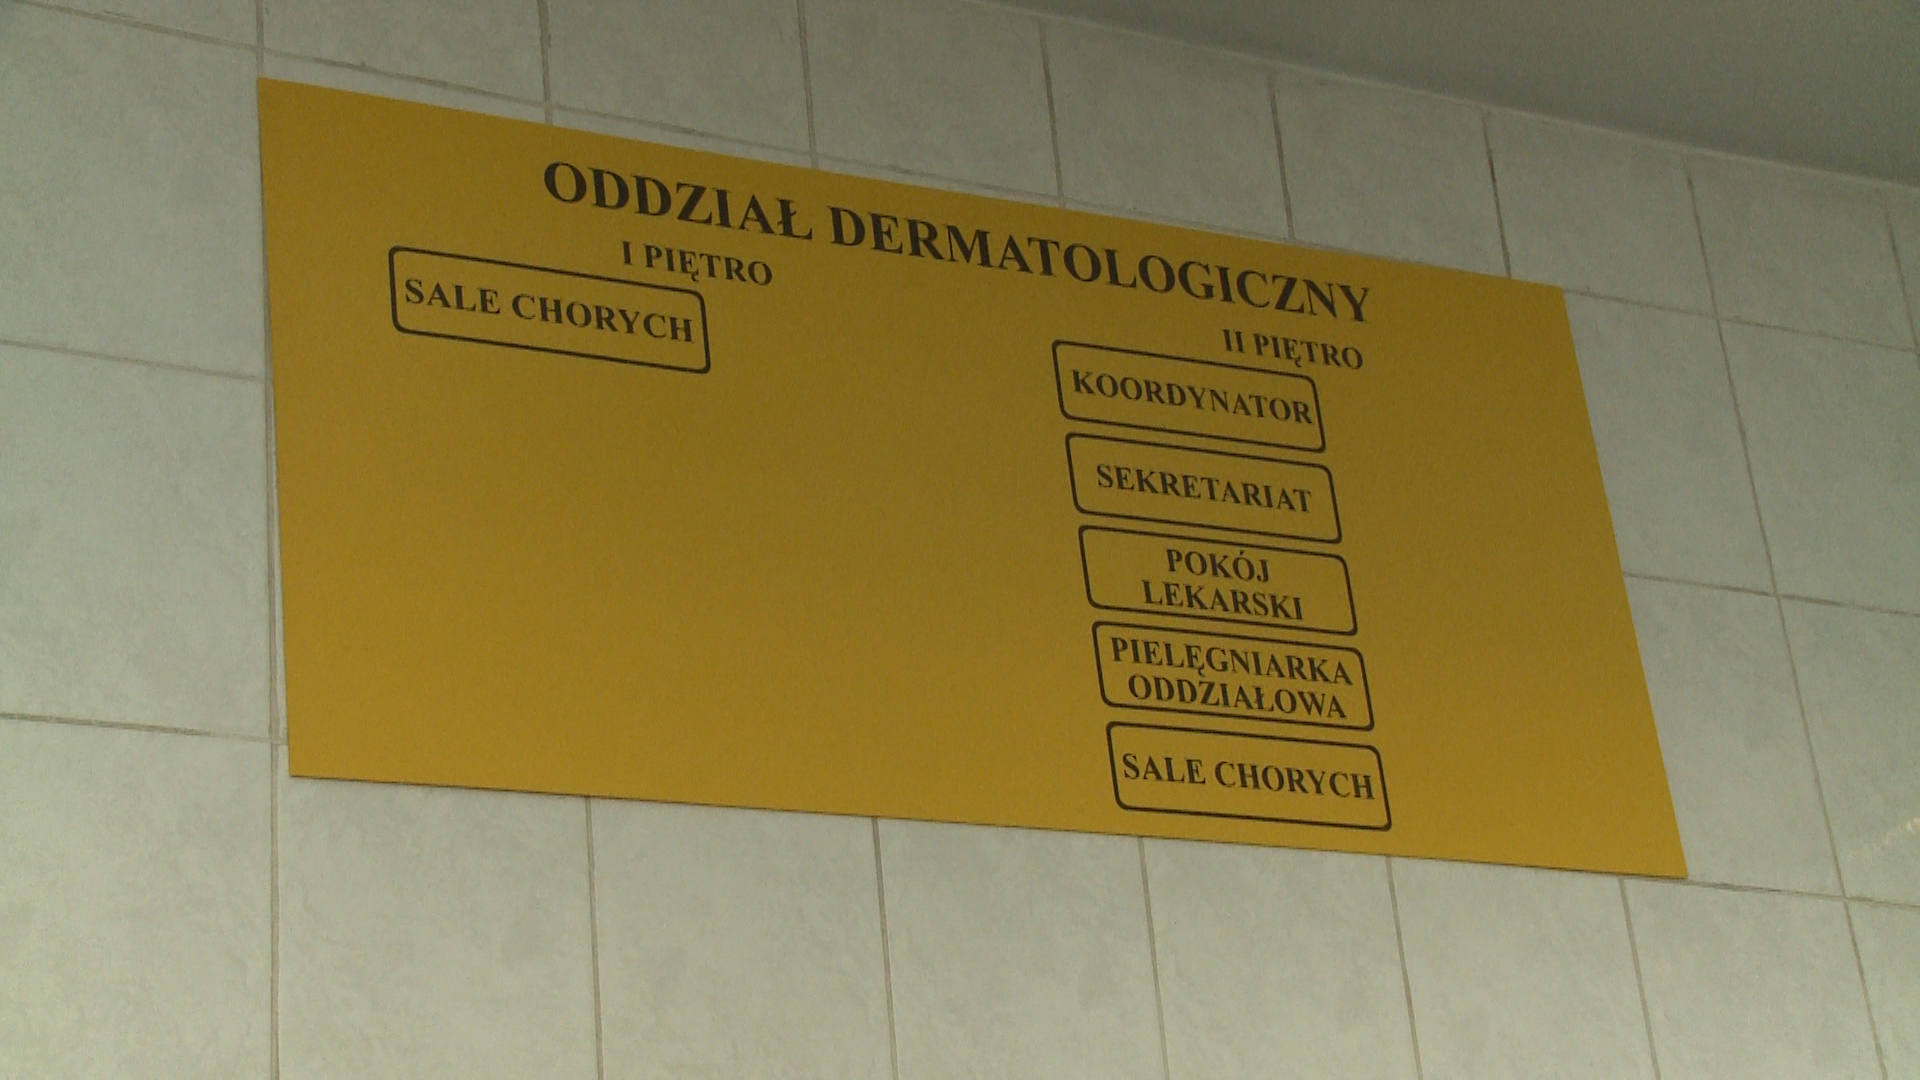 ODDZIAŁ DERMATOLOGICZNY
I PIĘTRO
SALE CHORYCH
II PIĘTRO
KOORDYNATOR
SEKRETARIAT
POKÓJ
LEKARSKI
PIELĘGNIARKA
ODDZIAŁOWA
SALE CHORYCH